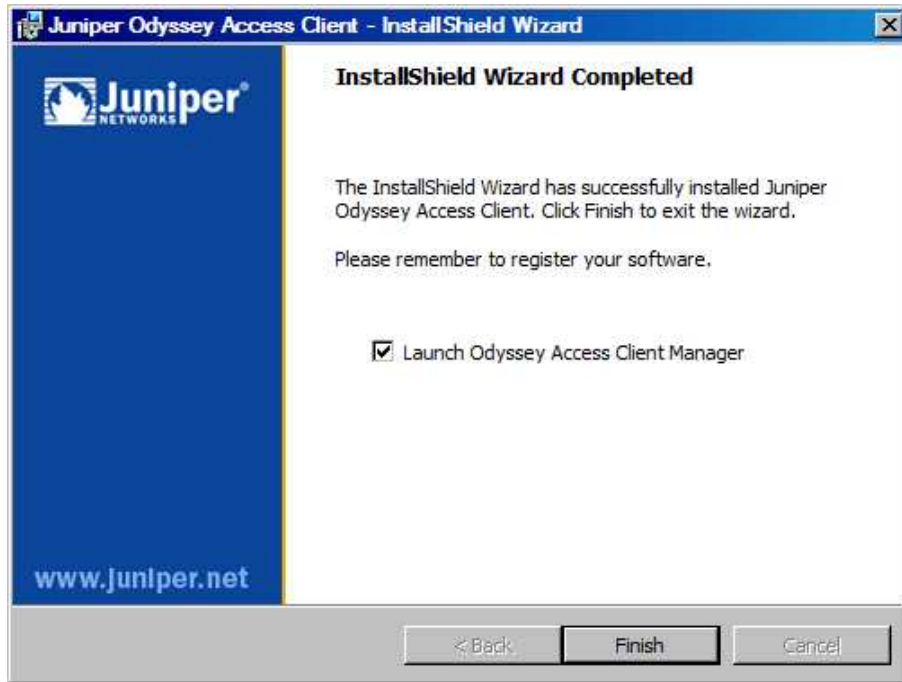 Juniper Odyssey Access Client - InstallShield Wizard
Juniper®
NETWORKS
InstallShield Wizard Completed
The InstallShield Wizard has successfully installed Juniper
Odyssey Access Client. Click Finish to exit the wizard.
Please remember to register your software.
Launch Odyssey Access Client Manager
www.juniper.net
< Back
Finish
Cancel